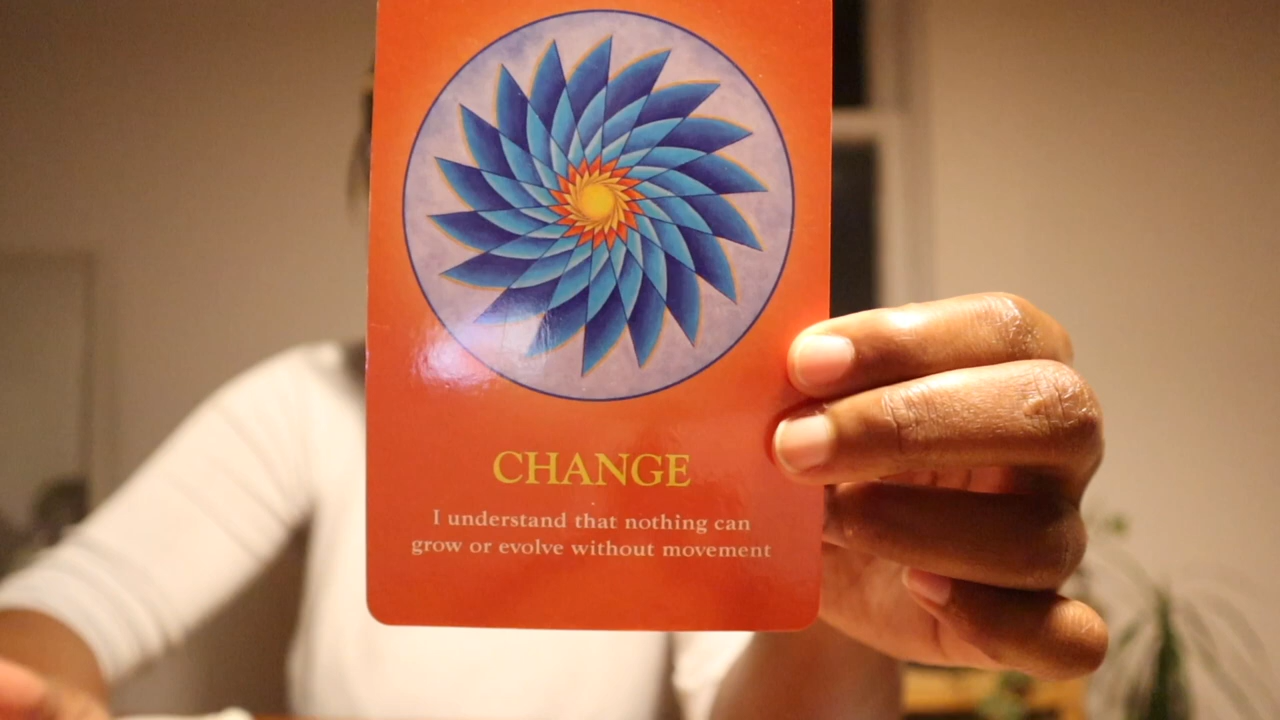 CHANGE
I understand that nothing can
grow or evolve without movement